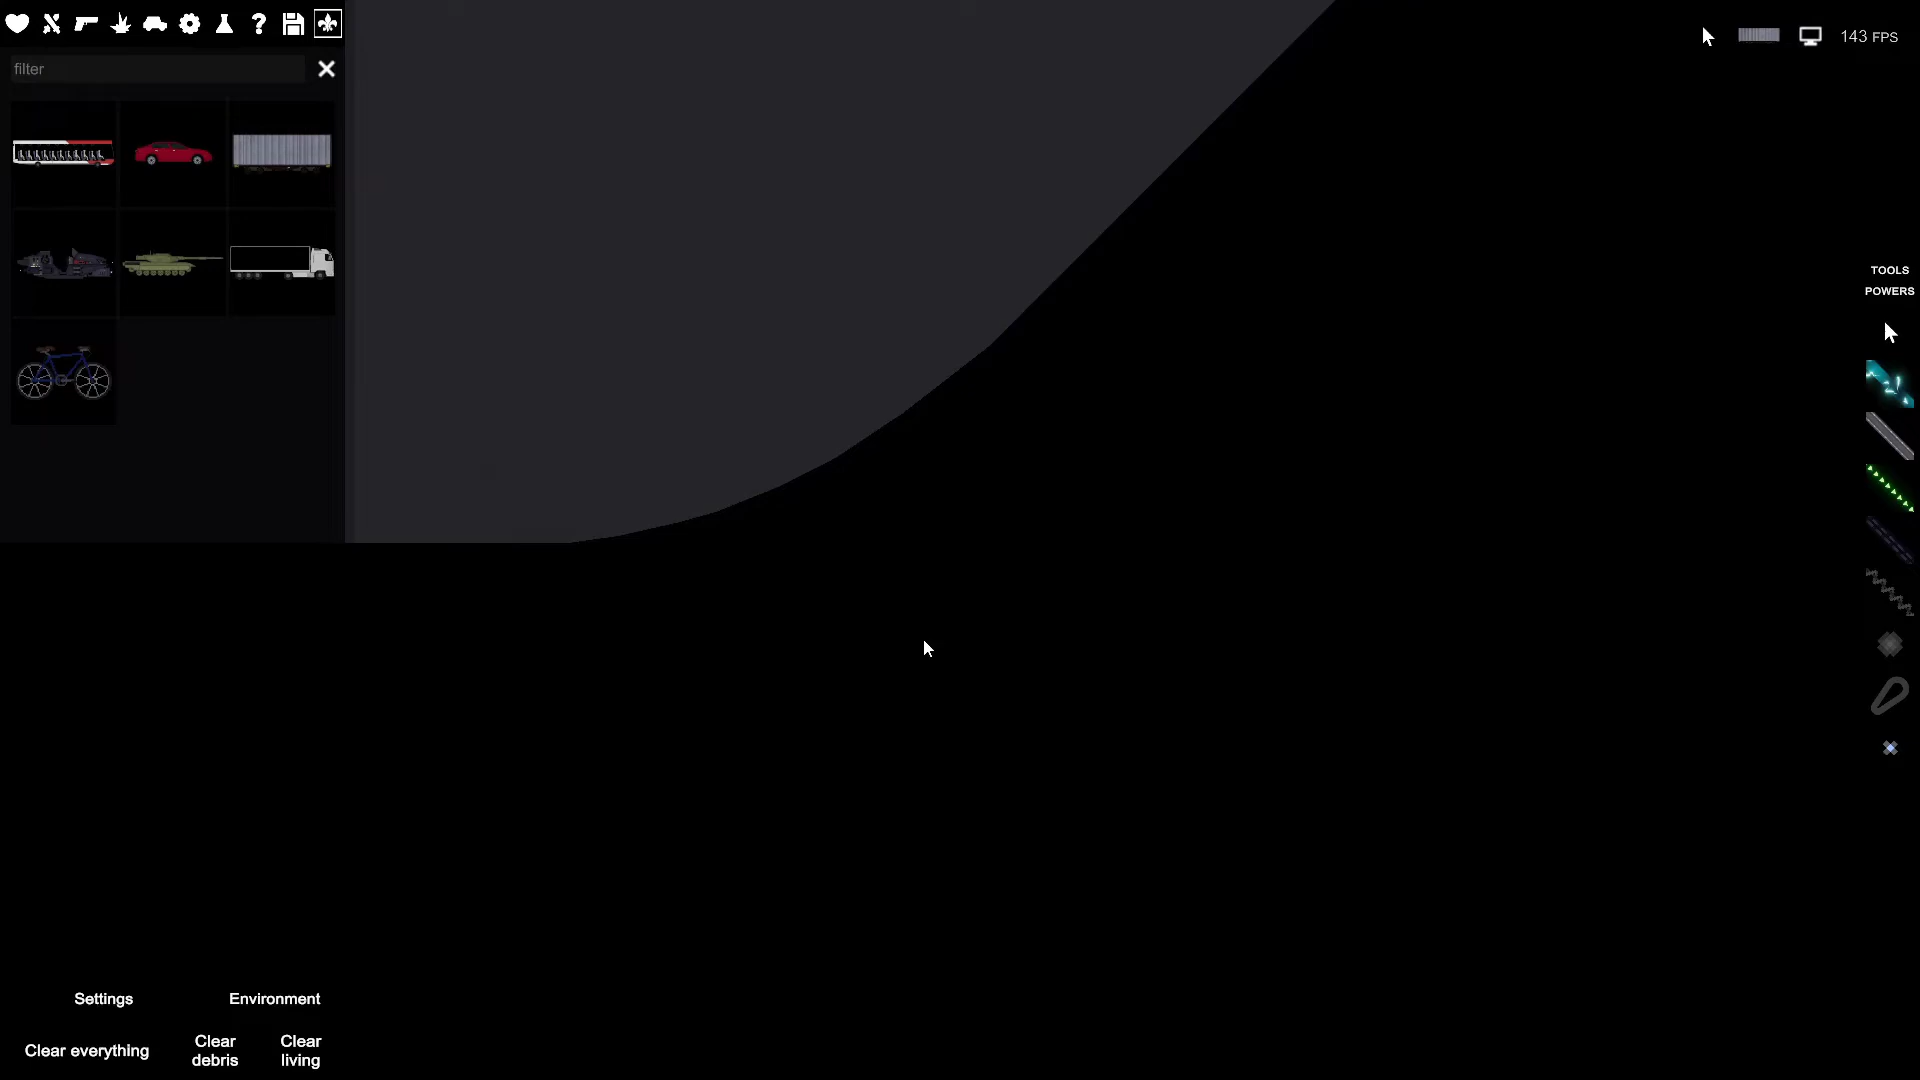 filter
143 FPS
TOOLS
POWERS
Settings
Environment
Clear everything
Clear
debris
Clear
living